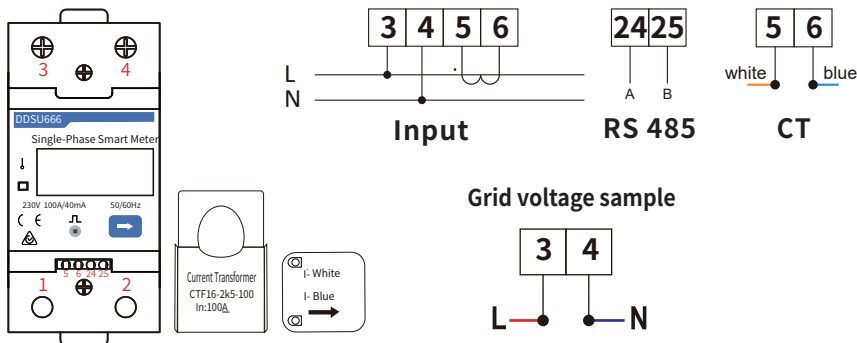 3 4
DDSU666
Single-Phase Smart Meter
230V 100A/40mA 50/60Hz
CE
5 6 24 25
1 2
Current Transformer
CTF16-2k5-100
In:100A
I- White
I- Blue
3 4 5 6
L
N
Input
24 25
A B
RS 485
5 6
white blue
CT
Grid voltage sample
3 4
L N